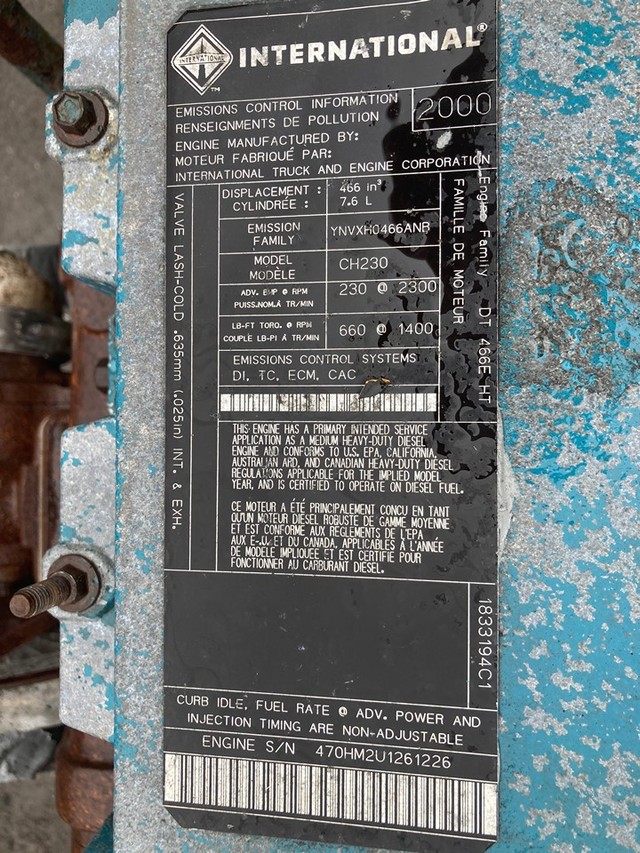 INTERNATIONAL®
INTERNATIONAL
TM
EMISSIONS CONTROL INFORMATION
RENSEIGNMENTS DE POLLUTION
2000
ENGINE MANUFACTURED BY:
MOTEUR FABRIQUÉ PAR:
INTERNATIONAL TRUCK AND ENGINE CORPORATION
VALVE LASH-COLD .635mm (.025in) INT. & EXH.
DISPLACEMENT : 466 in³
CYLINDRÉE : 7.6 L
EMISSION FAMILY YNVXH0466ANR
MODEL
MODÈLE CH230
ADV. BHP @ RPM
PUISS.NOM.À TR/MIN 230 @ 2300
LB-FT TORQ. @ RPM
COUPLE LB-PI À TR/MIN 660 @ 1400
EMISSIONS CONTROL SYSTEMS
DI, TC, ECM, CAC
Engine Family DT 466E HT
FAMILLE DE MOTEUR
THIS ENGINE HAS A PRIMARY INTENDED SERVICE
APPLICATION AS A MEDIUM HEAVY-DUTY DIESEL
ENGINE AND CONFORMS TO U.S. EPA, CALIFORNIA,
AUSTRALIAN ARD, AND CANADIAN HEAVY-DUTY DIESEL
REGULATIONS APPLICABLE FOR THE IMPLIED MODEL
YEAR, AND IS CERTIFIED TO OPERATE ON DIESEL FUEL.
CE MOTEUR A ÉTÉ PRINCIPALEMENT CONCU EN TANT
QU'UN MOTEUR DIESEL ROBUSTE DE GAMME MOYENNE
ET EST CONFORME AUX REGLEMENTS DE L'EPA
AUX ET DU CANADA, APPLICABLES À L'ANNÉE
DE MODELE IMPLIQUEE ET EST CERTIFIÉ POUR
FONCTIONNER AU CARBURANT DIESEL.
1833194C1
CURB IDLE, FUEL RATE @ ADV. POWER AND
INJECTION TIMING ARE NON-ADJUSTABLE
ENGINE S/N 470HM2U1261226